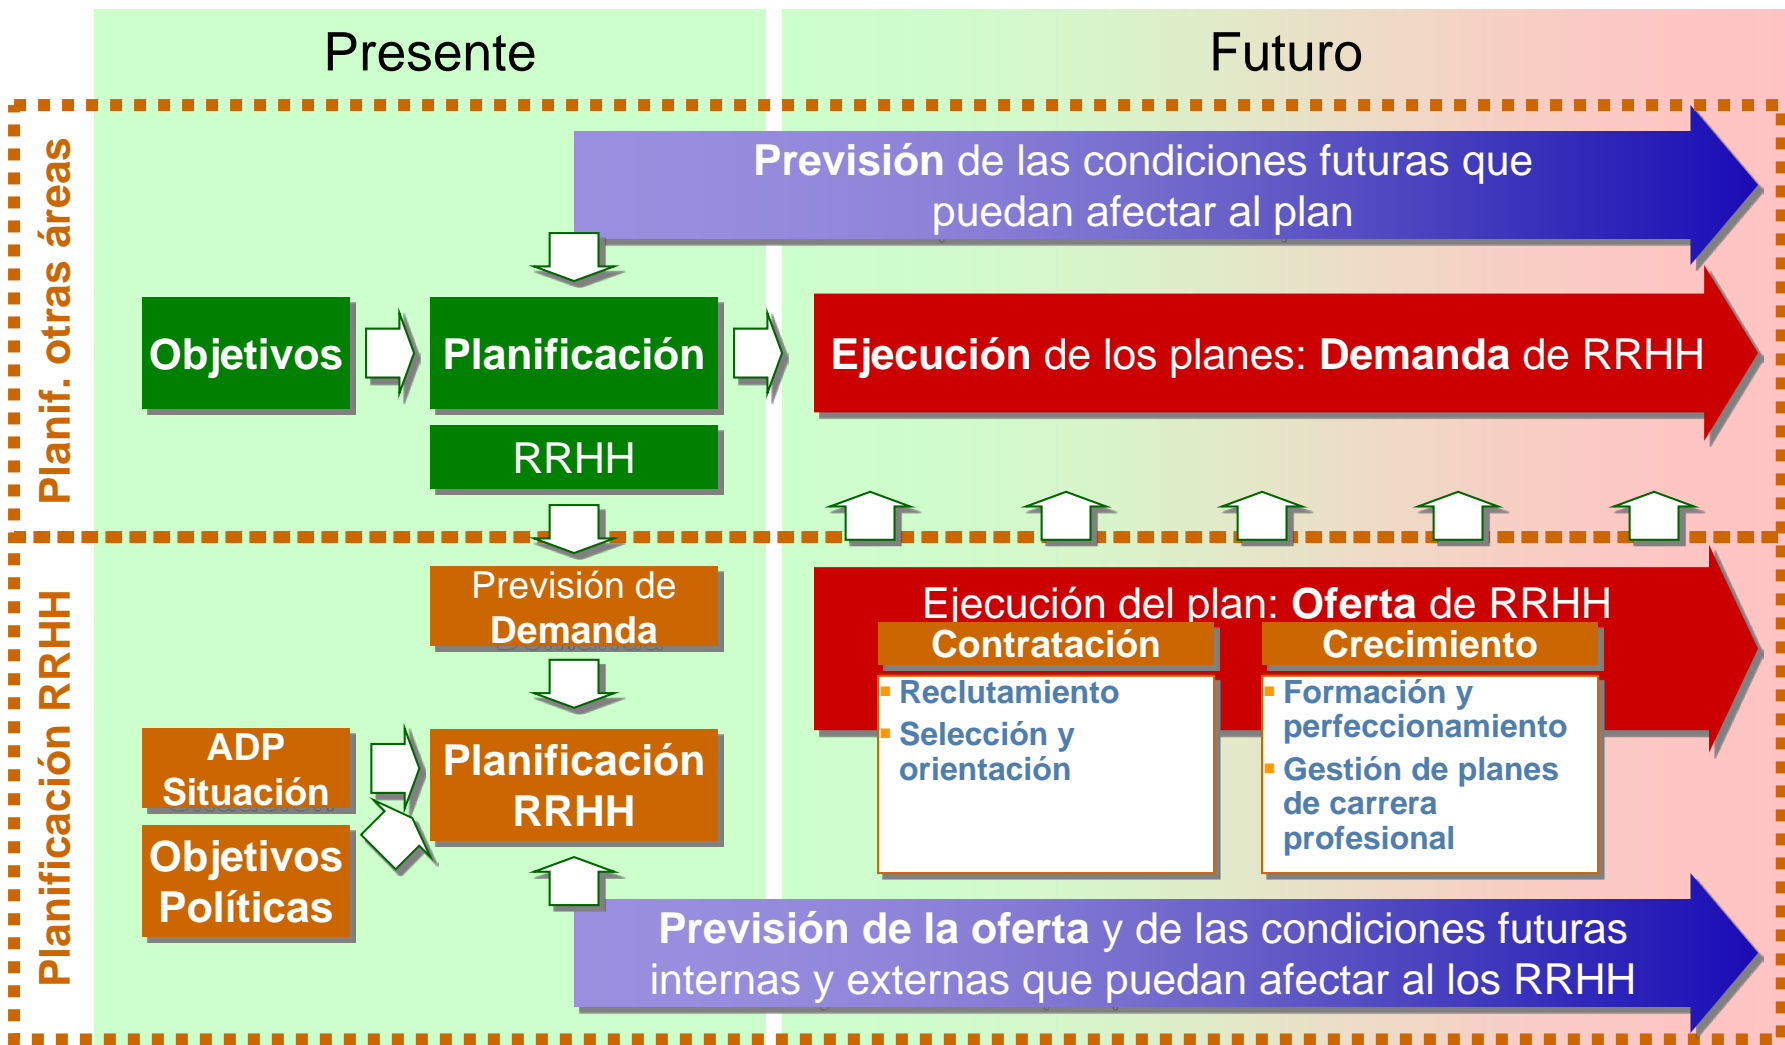 Presente
Futuro
Planif. otras áreas
Previsión de las condiciones futuras que
puedan afectar al plan
Objetivos
Planificación
Ejecución de los planes: Demanda de RRHH
RRHH
Planificación RRHH
Previsión de
Demanda
Ejecución del plan: Oferta de RRHH
Contratación
Reclutamiento
Selección y
orientación
Crecimiento
Formación y
perfeccionamiento
Gestión de planes
de carrera
profesional
ADP
Situación
Planificación
RRHH
Objetivos
Políticas
Previsión de la oferta y de las condiciones futuras
internas y externas que puedan afectar al los RRHH